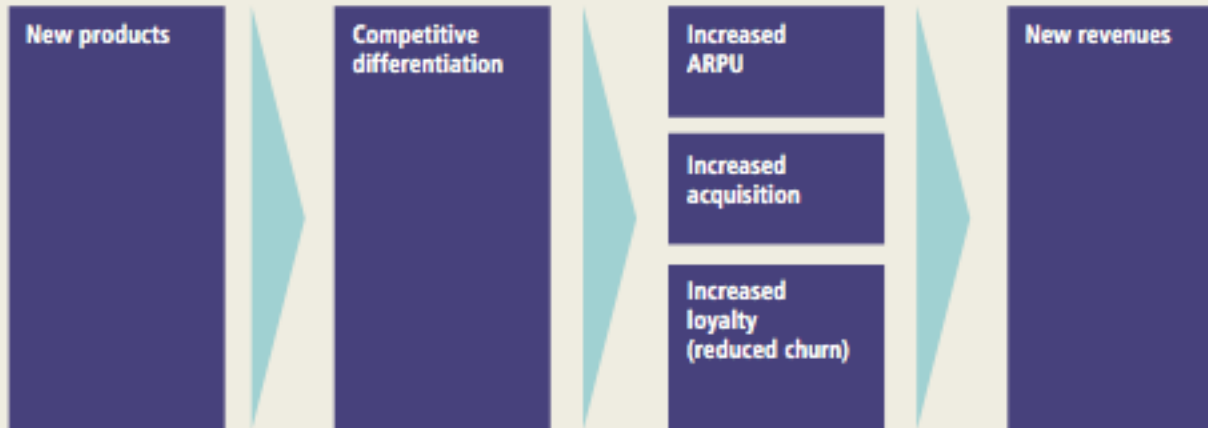 New products
Competitive
differentiation
Increased
ARPU
Increased
acquisition
Increased
loyalty
(reduced churn)
New revenues